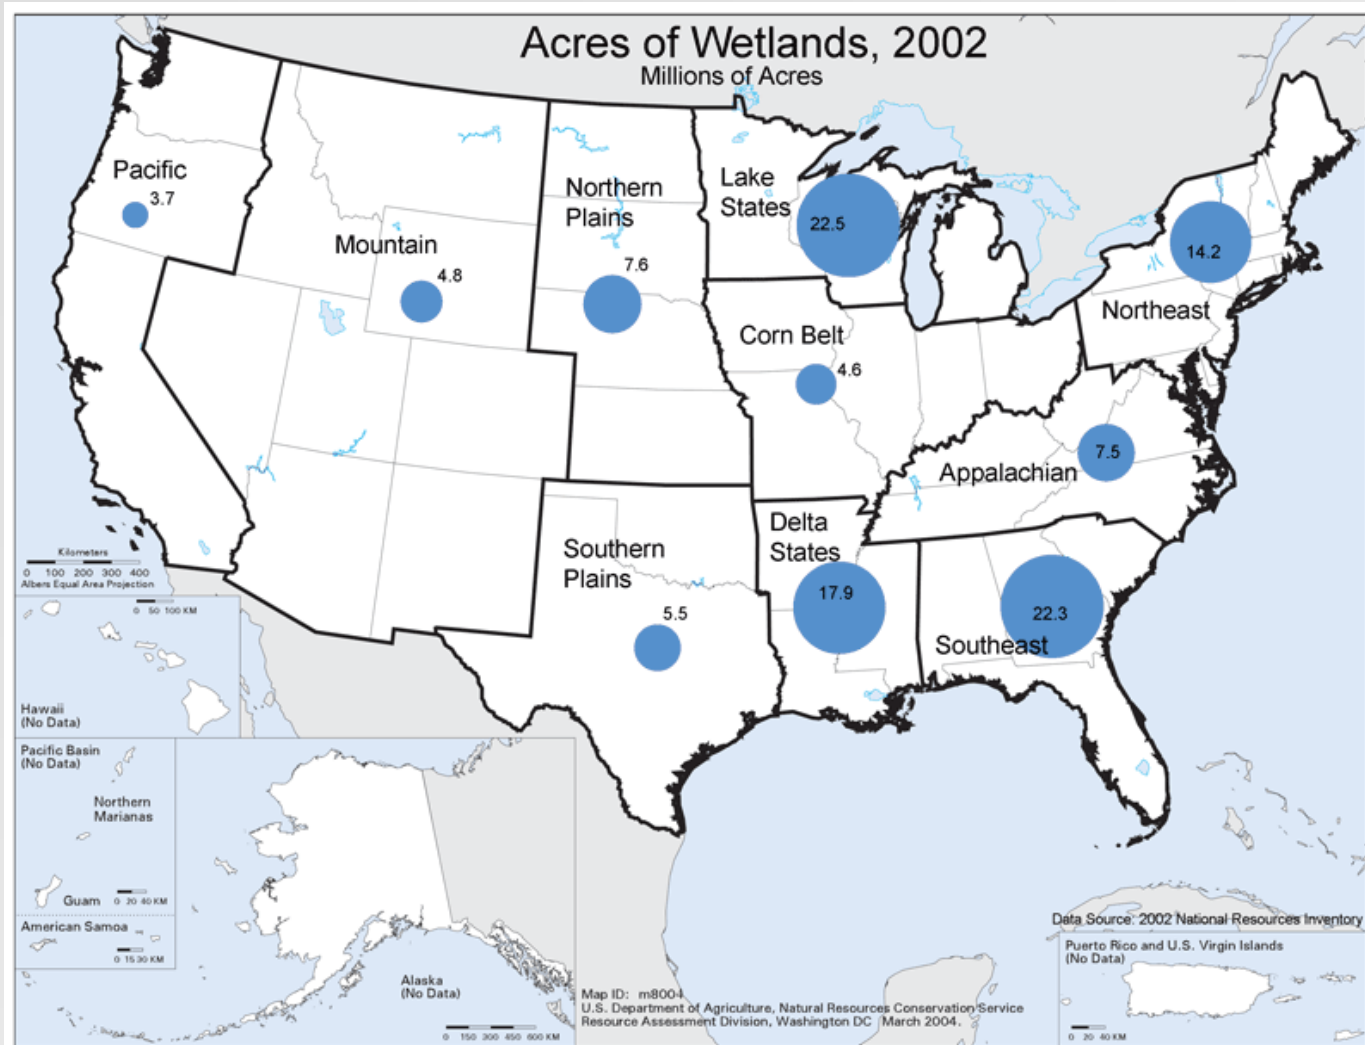 Acres of Wetlands, 2002
Millions of Acres
Pacific
3.7
Mountain
4.8
Northern
Plains
7.6
Lake
States
22.5
14.2
Northeast
Corn Belt
4.6
Appalachian
7.5
Delta
States
17.9
Southern
Plains
5.5
22.3
Southeast
Kilometers
0 100 200 300 400
Albers Equal Area Projection
0 50 100 KM
Hawaii
(No Data)
Pacific Basin
(No Data)
Northern
Marianas
Guam
0 20 40 KM
American Samoa
0 15 30 KM
Alaska
(No Data)
0 150 300 450 600 KM
Map ID: m8004
U.S. Department of Agriculture, Natural Resources Conservation Service
Resource Assessment Division, Washington DC March 2004.
Data Source: 2002 National Resources Inventory
Puerto Rico and U.S. Virgin Islands
(No Data)
0 20 40 KM